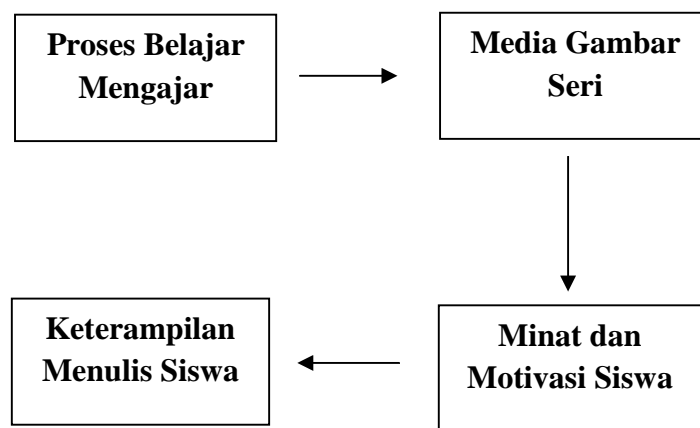 Proses Belajar
Mengajar
Media Gambar
Seri
Minat dan
Motivasi Siswa
Keterampilan
Menulis Siswa